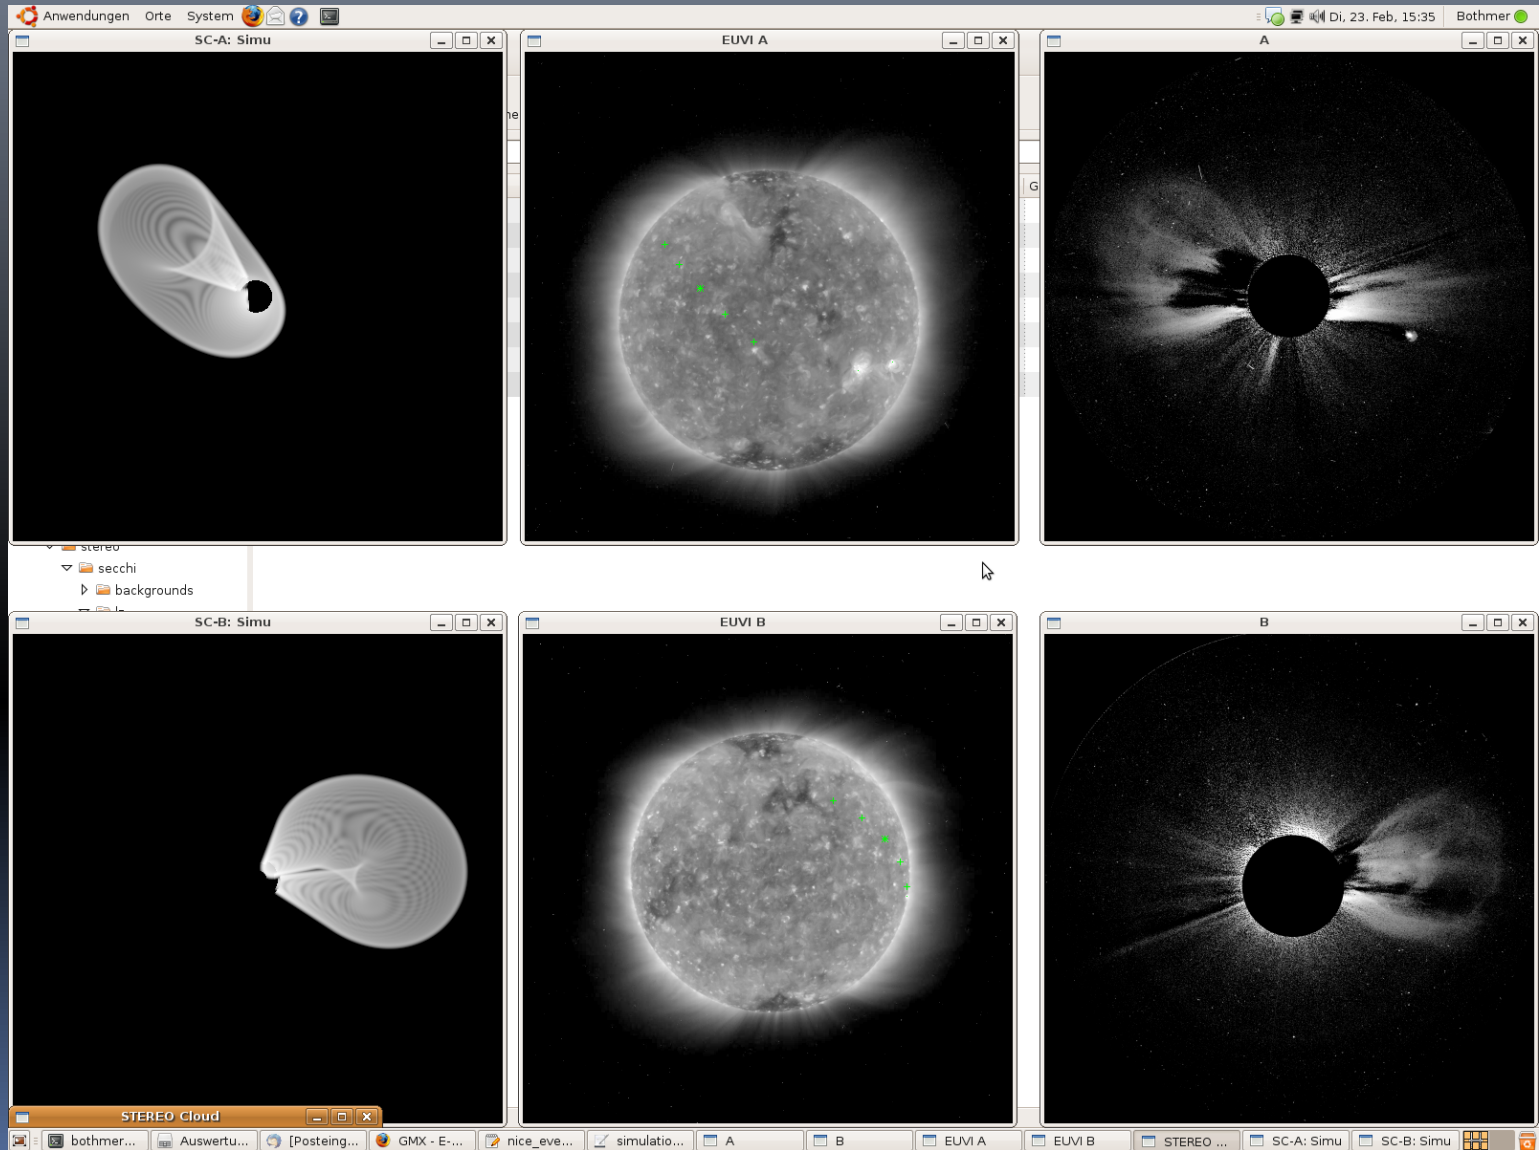 Anwendungen Orte System Di, 23. Feb, 15:35 Bothmer
SC-A: Simu
EUVI A
A
G
stereo
secchi
backgrounds
SC-B: Simu
EUVI B
B
STEREO Cloud
bothmer... Auswertu... [Posteing... GMX - E-... nice_eve... simulatio... A B EUVI A EUVI B STEREO ... SC-A: Simu SC-B: Simu